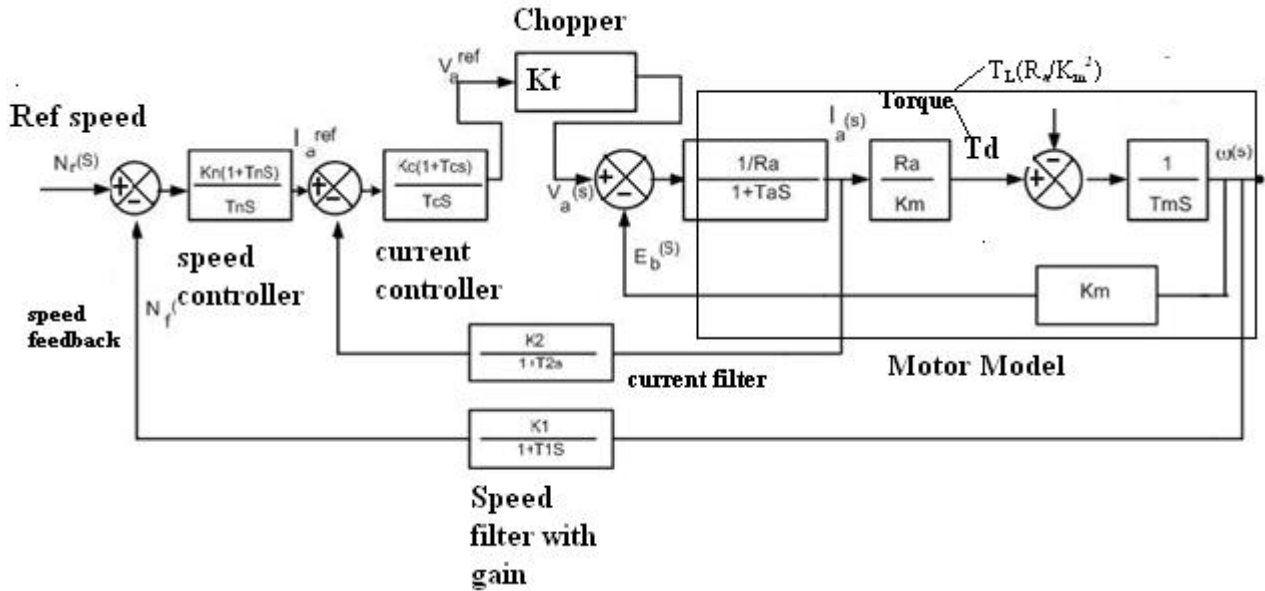 Chopper
V_a^ref
Kt
T_L(R_a/K_m^2)
Torque
Ref speed
I_a^ref
I_a(s)
Td
N_r(S)
Kn(1+TnS)
TnS
Kc(1+Tcs)
TcS
V_a(s)
1/Ra
1+TaS
Ra
Km
1
TmS
ω(s)
+
-
+
-
+
-
+
-
speed
controller
current
controller
E_b(S)
Km
speed
feedback
N_f(
K2
1+T2s
current filter
Motor Model
K1
1+T1S
Speed
filter with
gain